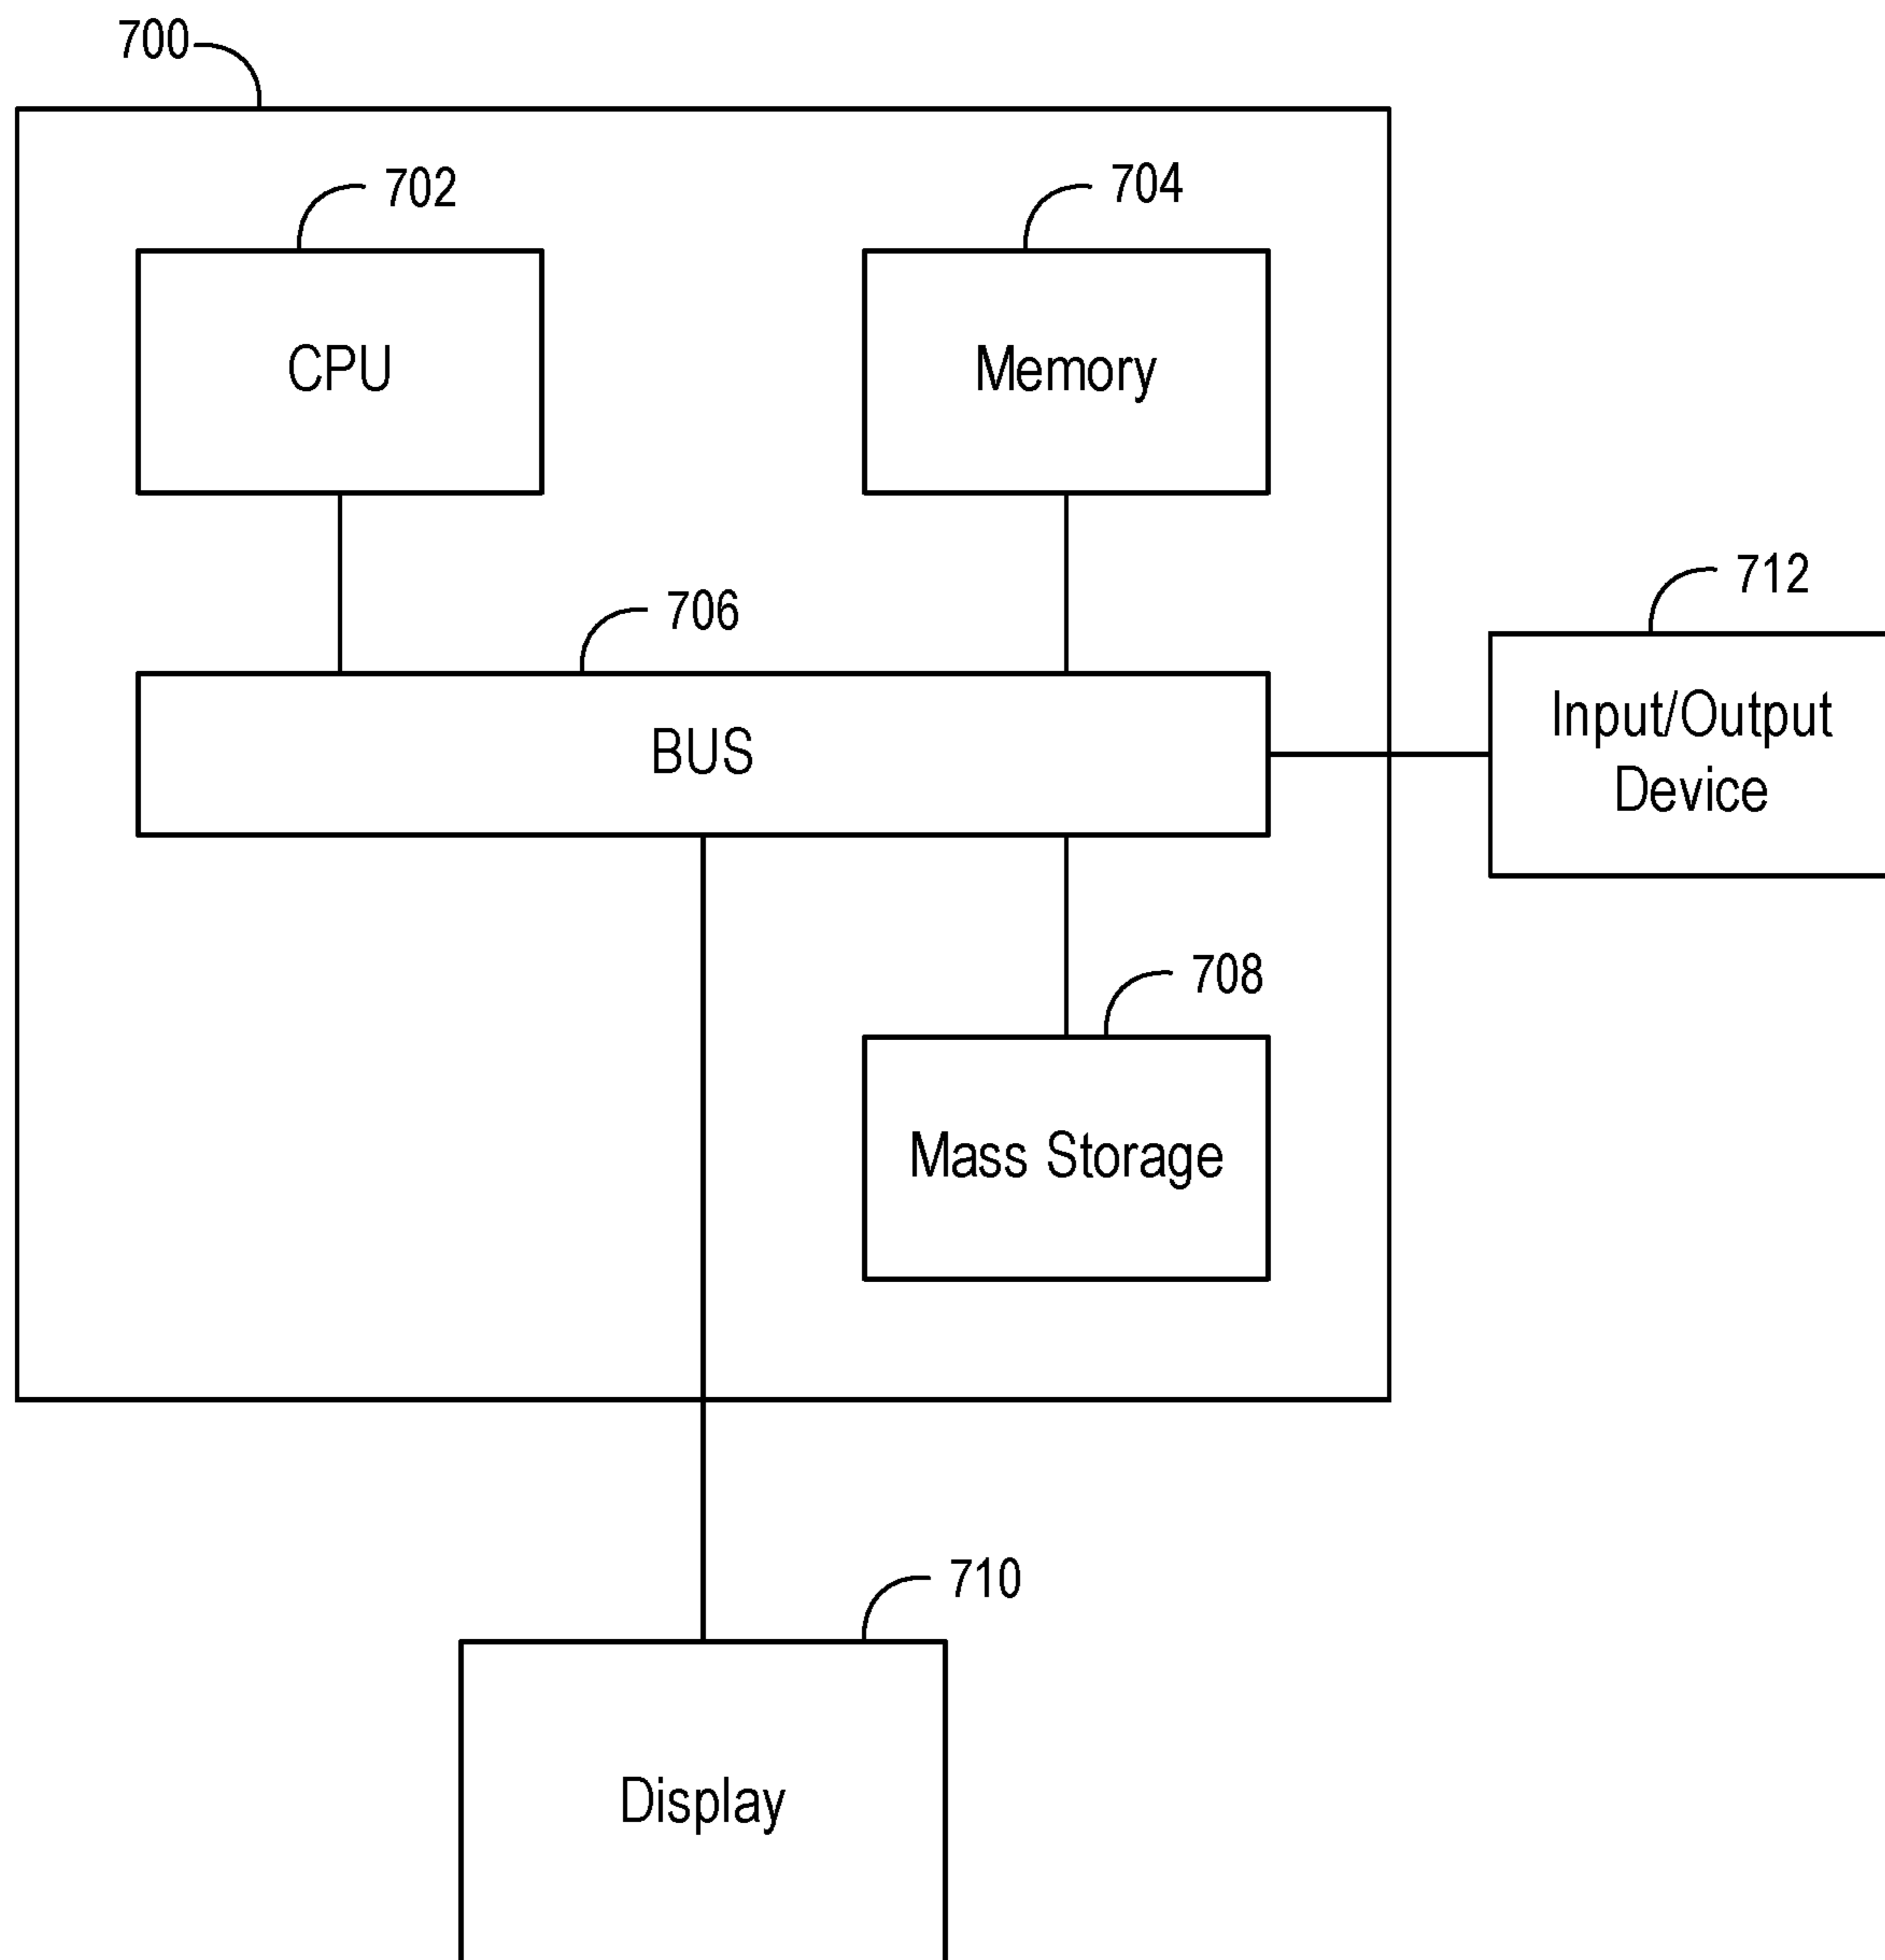 700
702
704
CPU
Memory
706
712
BUS
Input/Output
Device
708
Mass Storage
710
Display